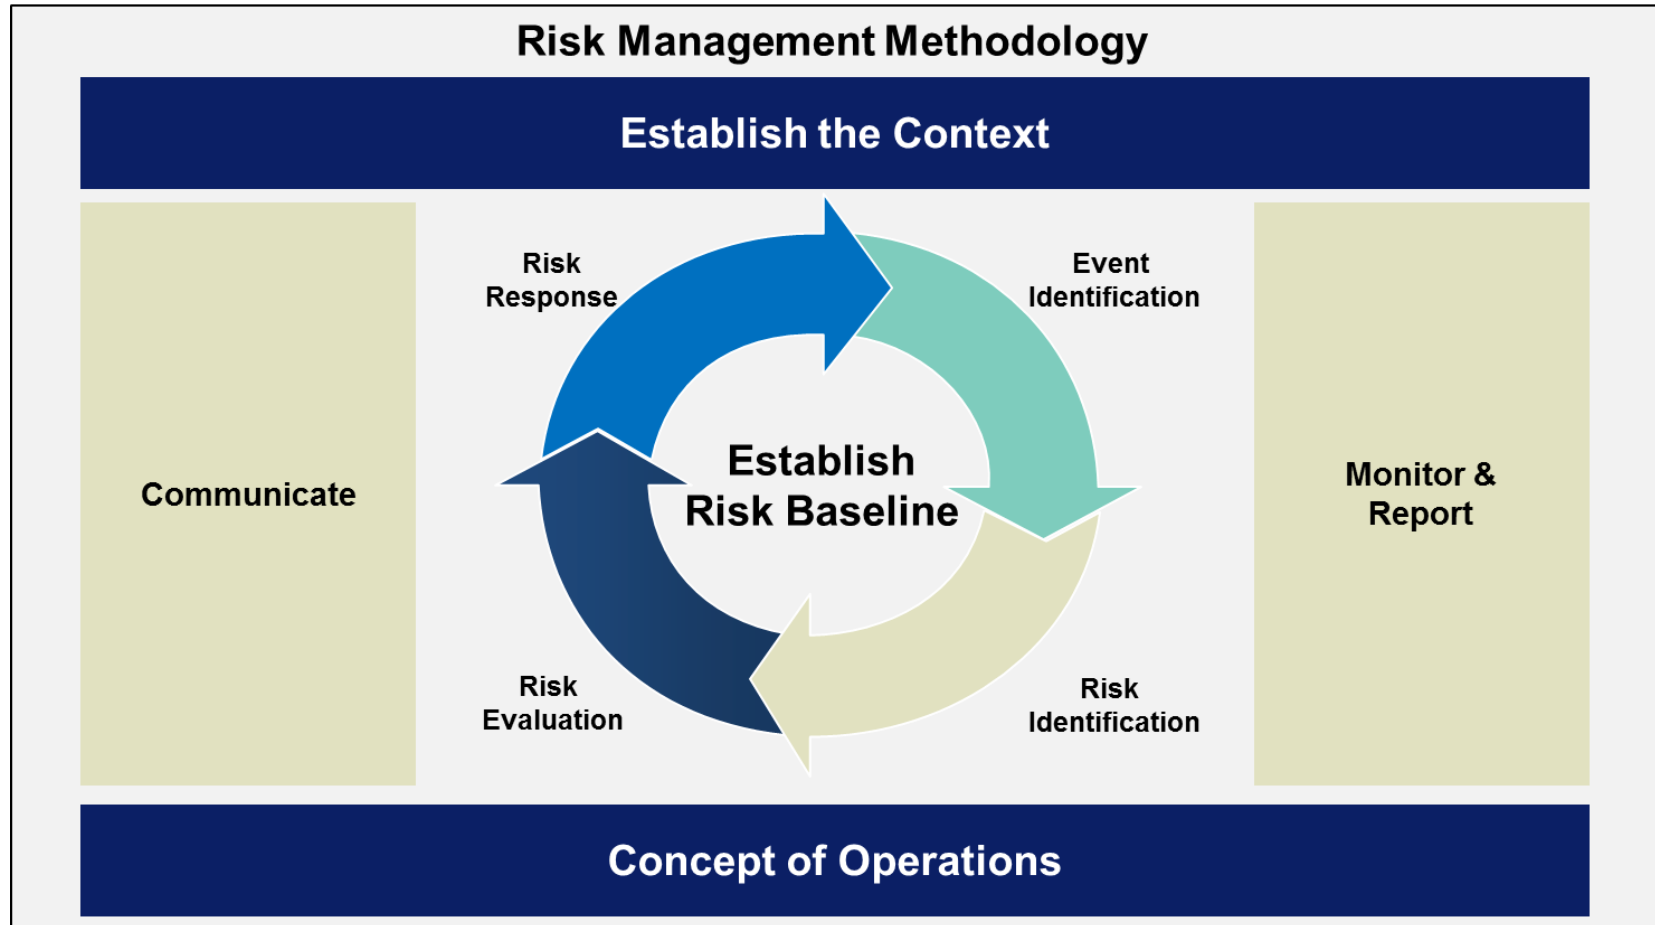 Risk Management Methodology
Establish the Context
Risk
Response
Event
Identification
Communicate
Establish
Risk Baseline
Monitor &
Report
Risk
Evaluation
Risk
Identification
Concept of Operations